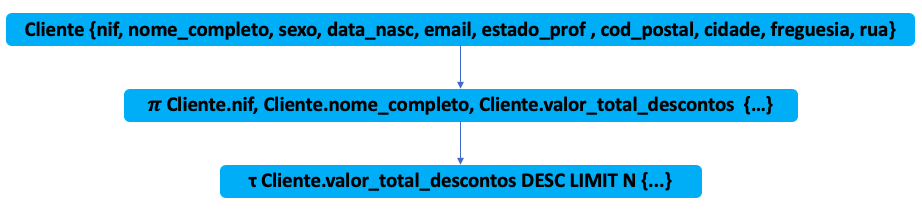 Cliente {nif, nome_completo, sexo, data_nasc, email, estado_prof , cod_postal, cidade, freguesia, rua}
π Cliente.nif, Cliente.nome_completo, Cliente.valor_total_descontos {...}
τ Cliente.valor_total_descontos DESC LIMIT N {...}